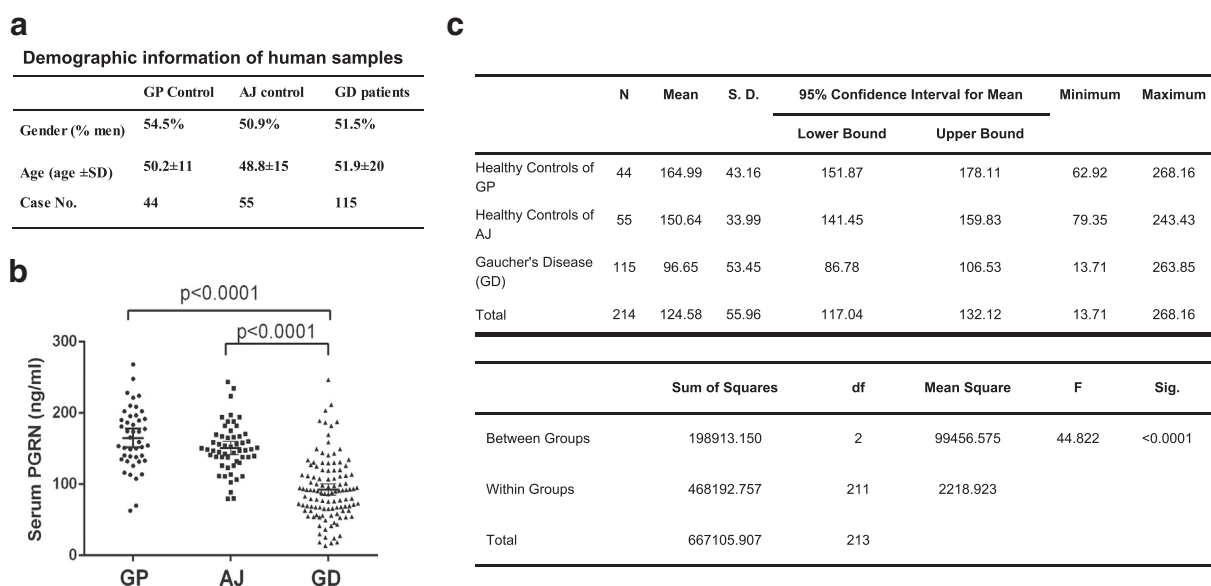 a
Demographic information of human samples
GP Control AJ control GD patients
Gender (% men) 54.5% 50.9% 51.5%
Age (age ±SD) 50.2±11 48.8±15 51.9±20
Case No. 44 55 115
b
p<0.0001
p<0.0001
Serum PGRN (ng/ml)
300
200
100
0
GP AJ GD
c
N Mean S. D. 95% Confidence Interval for Mean Minimum Maximum
Lower Bound Upper Bound
Healthy Controls of
GP 44 164.99 43.16 151.87 178.11 62.92 268.16
Healthy Controls of
AJ 55 150.64 33.99 141.45 159.83 79.35 243.43
Gaucher's Disease
(GD) 115 96.65 53.45 86.78 106.53 13.71 263.85
Total 214 124.58 55.96 117.04 132.12 13.71 268.16
Sum of Squares df Mean Square F Sig.
Between Groups 198913.150 2 99456.575 44.822 <0.0001
Within Groups 468192.757 211 2218.923
Total 667105.907 213